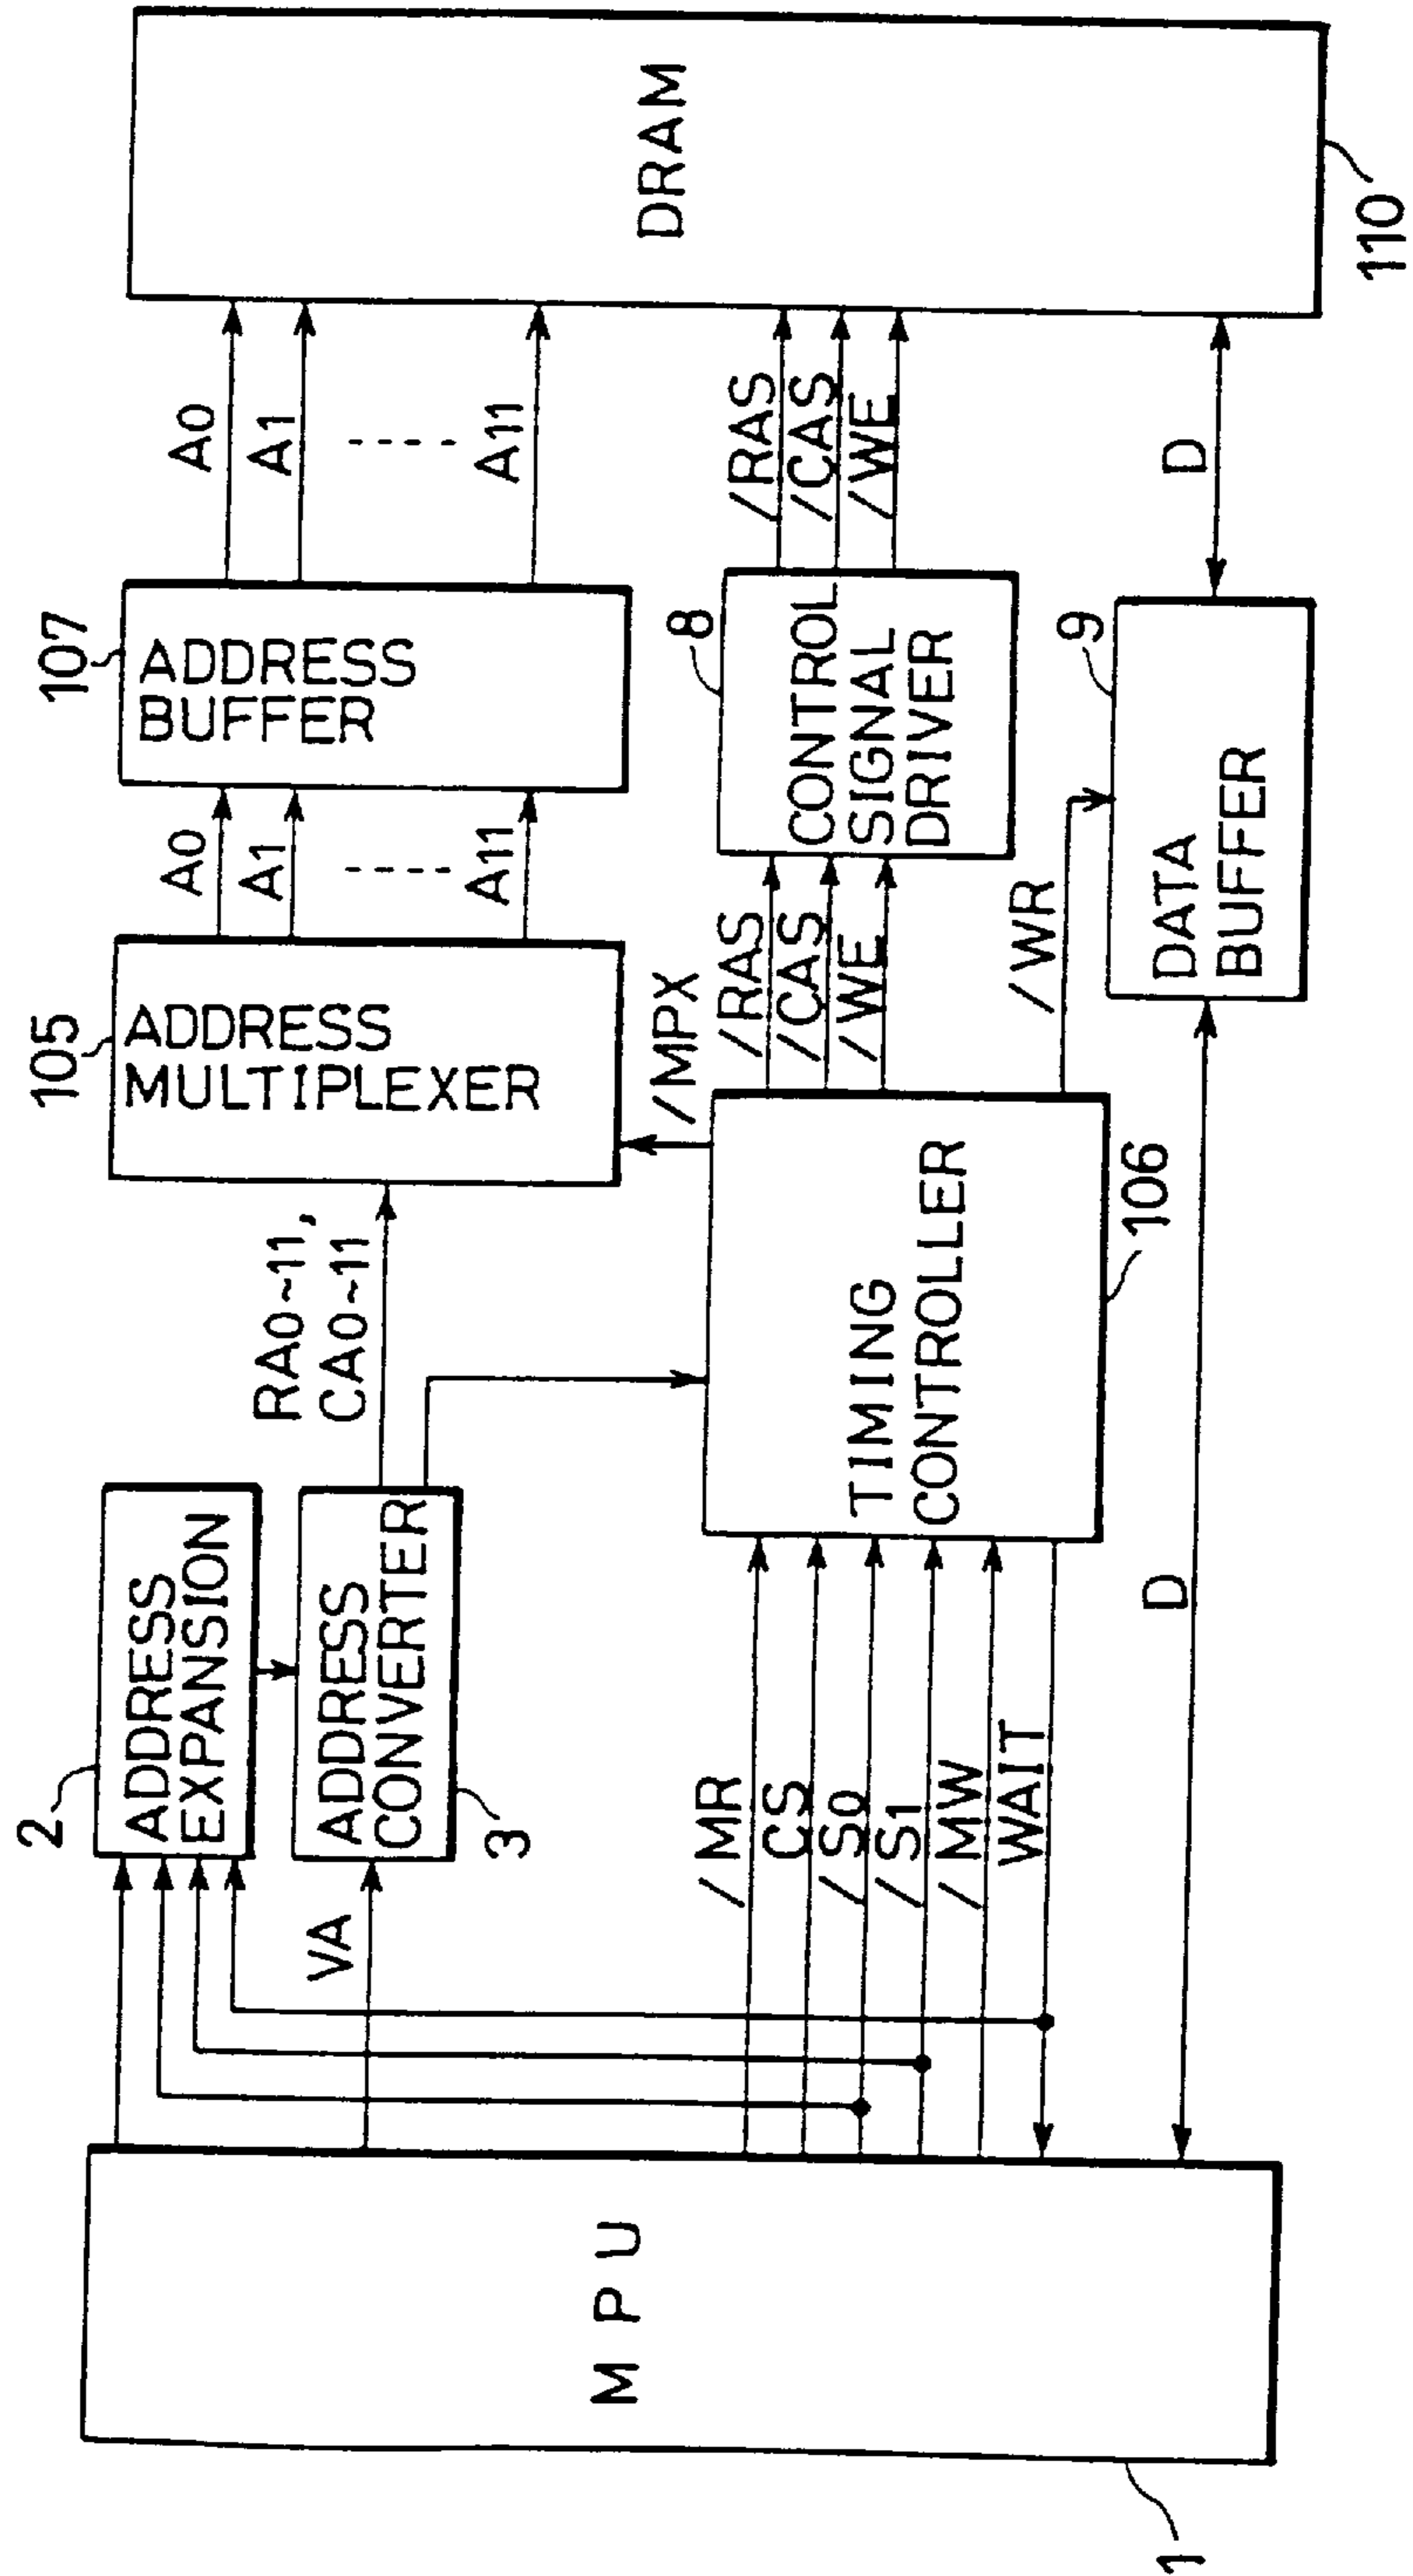 1
M P U
2
ADDRESS
EXPANSION
VA
ADDRESS
CONVERTER
3
RA0~11,
CA0~11
105
ADDRESS
MULTIPLEXER
/MPX
A0
A1
A11
107
ADDRESS
BUFFER
A0
A1
A11
/MR
CS
/S0
/S1
/MW
WAIT
TIMING
CONTROLLER
106
/RAS
/CAS
/WE
/WR
8
CONTROL
SIGNAL
DRIVER
/RAS
/CAS
/WE
D
9
DATA
BUFFER
D
DRAM
110